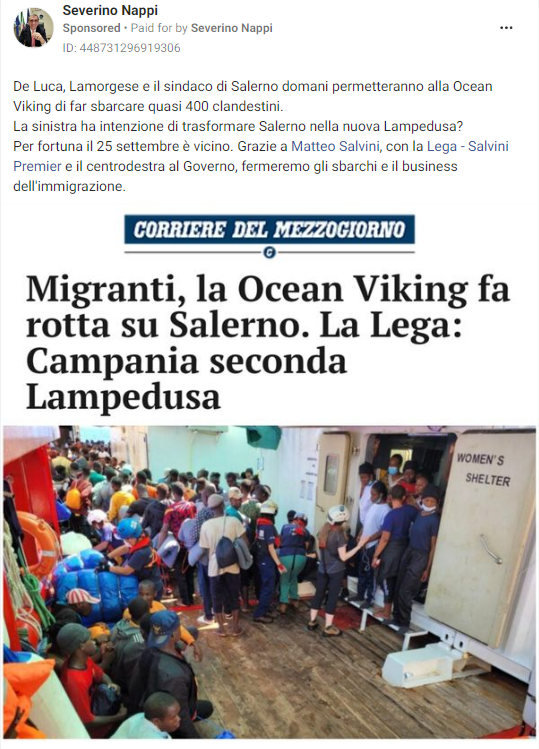 Severino Nappi
Sponsored • Paid for by Severino Nappi
ID: 448731296919306
De Luca, Lamorgese e il sindaco di Salerno domani permetteranno alla Ocean
Viking di far sbarcare quasi 400 clandestini.
La sinistra ha intenzione di trasformare Salerno nella nuova Lampedusa?
Per fortuna il 25 settembre è vicino. Grazie a Matteo Salvini, con la Lega - Salvini
Premier e il centrodestra al Governo, fermeremo gli sbarchi e il business
dell'immigrazione.
CORRIERE DEL MEZZOGIORNO
G
Migranti, la Ocean Viking fa
rotta su Salerno. La Lega:
Campania seconda
Lampedusa
WOMEN'S
SHELTER